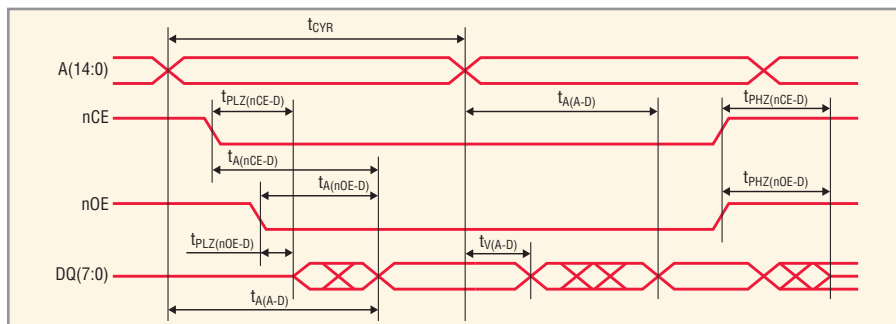 tCYR
A(14:0)
tPLZ(nCE-D)
tA(A-D)
tPHZ(nCE-D)
nCE
tA(nCE-D)
tA(nOE-D)
tPHZ(nOE-D)
nOE
tPLZ(nOE-D)
tV(A-D)
DQ(7:0)
tA(A-D)